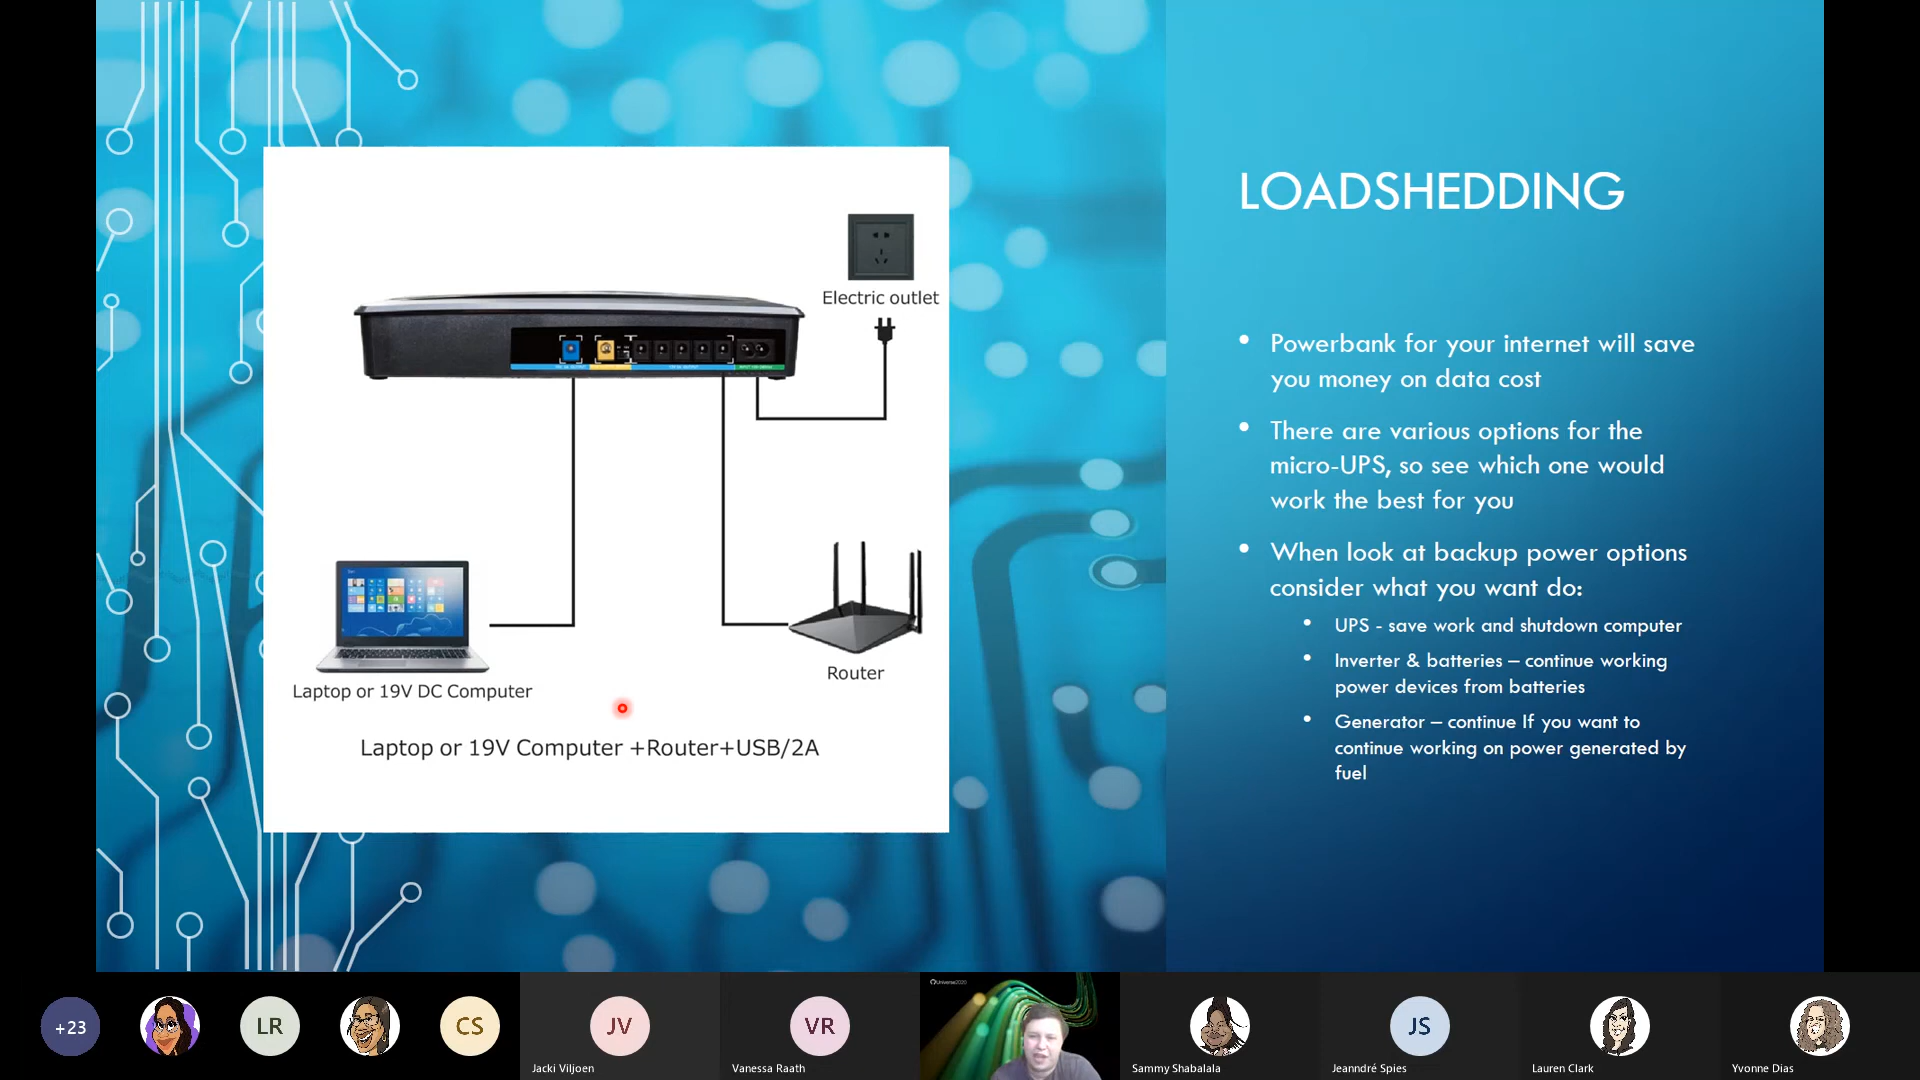 LOADSHEDDING
Electric outlet
Laptop or 19V DC Computer
Router
Laptop or 19V Computer +Router+USB/2A
• Powerbank for your internet will save
you money on data cost
• There are various options for the
micro-UPS, so see which one would
work the best for you
• When look at backup power options
consider what you want do:
• UPS - save work and shutdown computer
• Inverter & batteries – continue working
power devices from batteries
• Generator – continue If you want to
continue working on power generated by
fuel
+23
LR
CS
JV
Jacki Viljoen
VR
Vanessa Raath
Universe2020
Sammy Shabalala
JS
Jeanndré Spies
Lauren Clark
Yvonne Dias